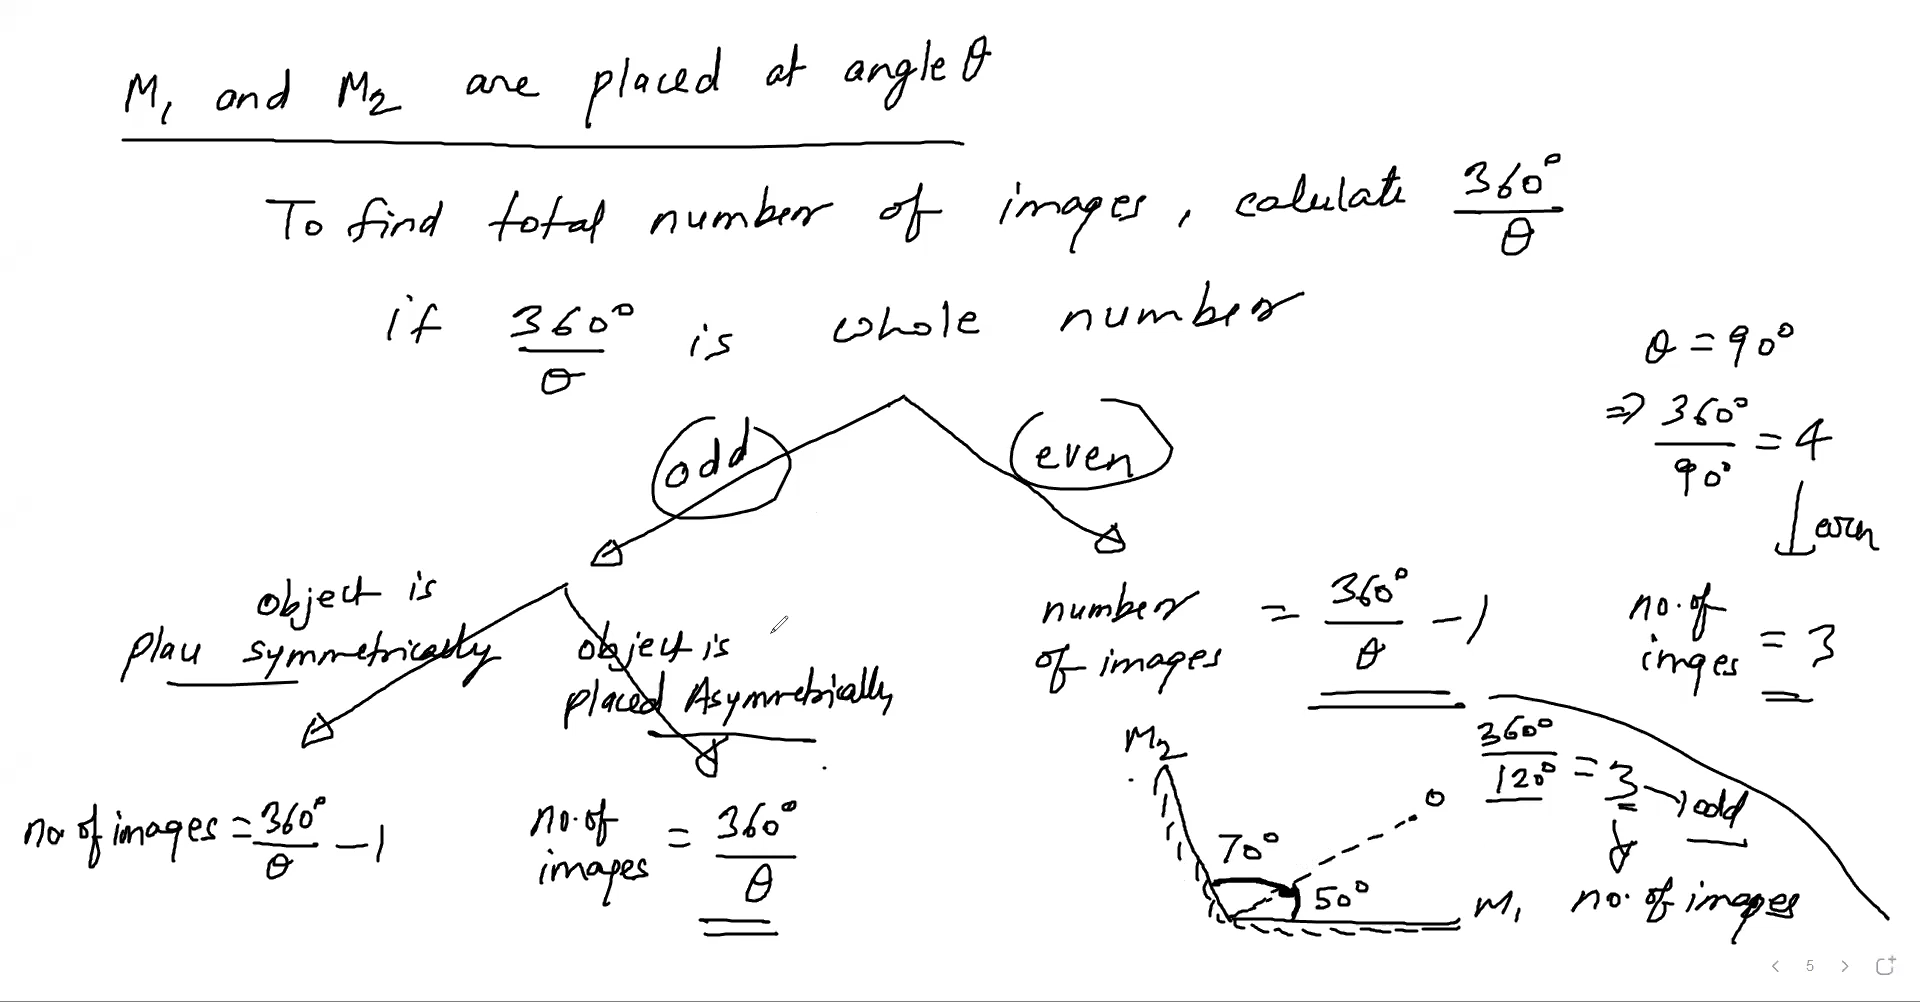 M₁ and M₂ are placed at angle θ
To find total number of images, calulate 360°/θ
if 360°/θ is whole number
odd
even
object is
plau symmetrically
no. of images = 360°/θ - 1
object is
placed Asymmetrically
no. of
images = 360°/θ
number
of images = 360°/θ - 1
θ = 90°
⇒ 360°/90° = 4
even
no. of
imges = 3
M₂
70°
50°
O
M₁
360°/120° = 3 → odd
no. of images
5